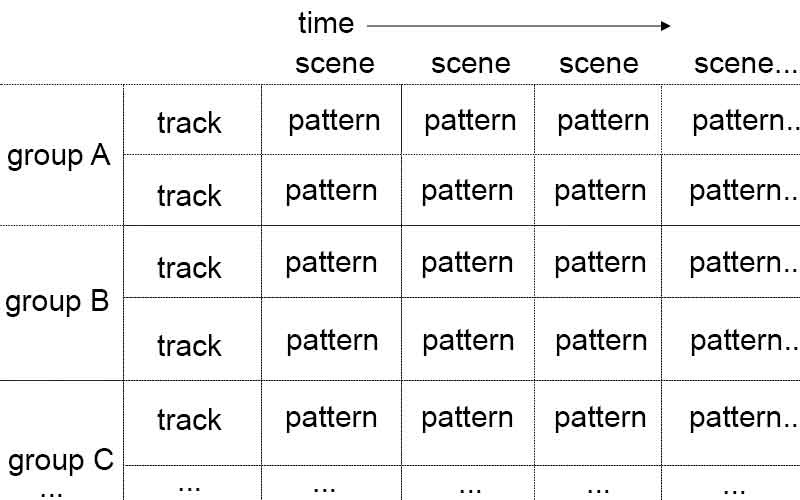 time
scene scene scene scene...
track pattern pattern pattern pattern..
group A
track pattern pattern pattern pattern..
track pattern pattern pattern pattern..
group B
track pattern pattern pattern pattern..
track pattern pattern pattern pattern..
group C
... ... ... ... ... ...